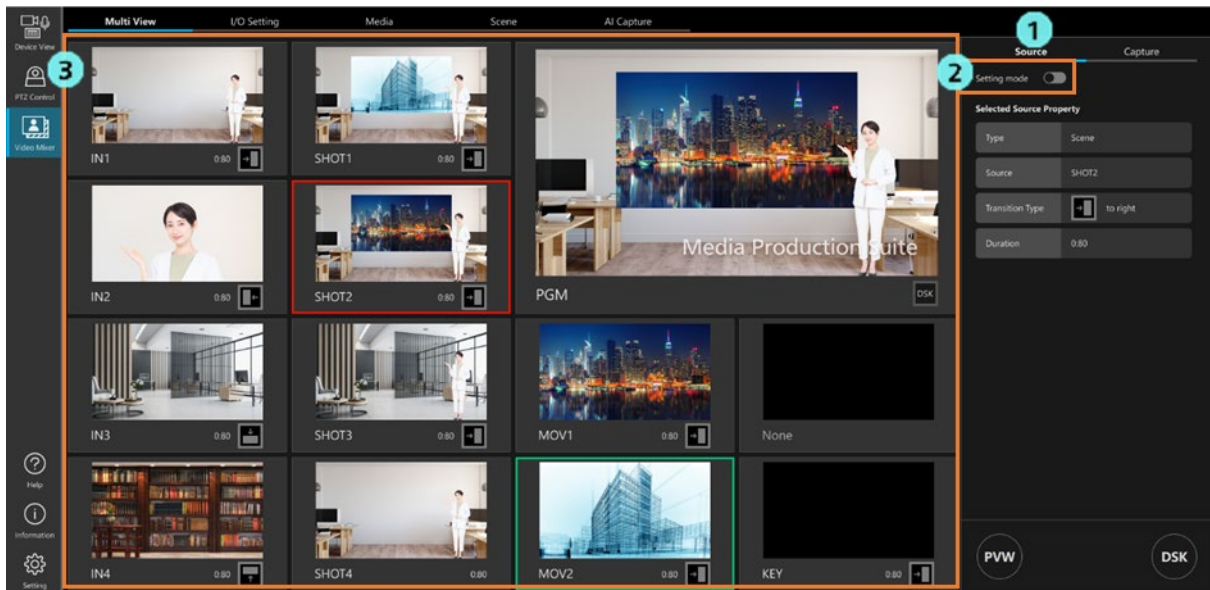 Multi View
I/O Setting
Media
Scene
AI Capture
1
Device View
Source
Capture
3
2
Setting mode
PTZ Control
Selected Source Property
Video Mixer
Type
Scene
IN1
0:80
SHOT1
0:80
Source
SHOT2
Transition Type
to right
Media Production Suite
Duration
0:80
IN2
0:80
SHOT2
0:80
PGM
DSK
IN3
0:80
SHOT3
0:80
MOV1
0:80
None
Help
Information
PVW
DSK
IN4
0:80
SHOT4
0:80
MOV2
0:80
KEY
0:80
Setting